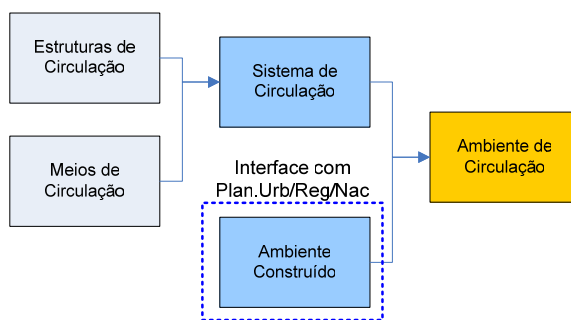 Estruturas de
Circulação
Meios de
Circulação
Sistema de
Circulação
Interface com
Plan.Urb/Reg/Nac
Ambiente
Construído
Ambiente de
Circulação